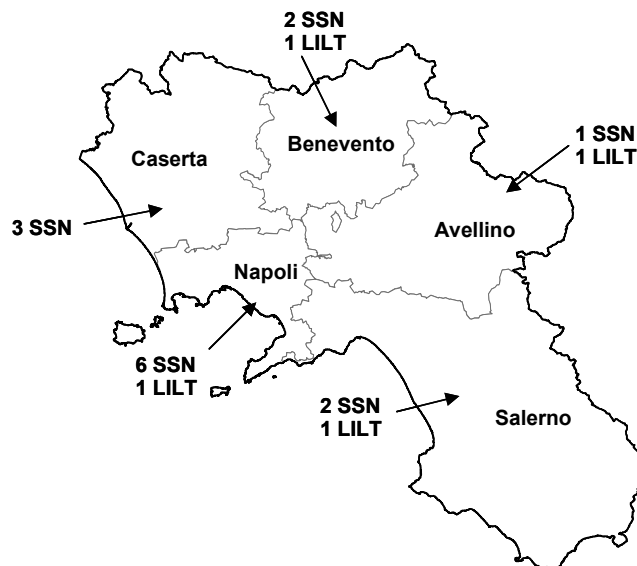 2 SSN
1 LILT
Benevento
1 SSN
1 LILT
Caserta
3 SSN
Avellino
Napoli
6 SSN
1 LILT
2 SSN
1 LILT
Salerno